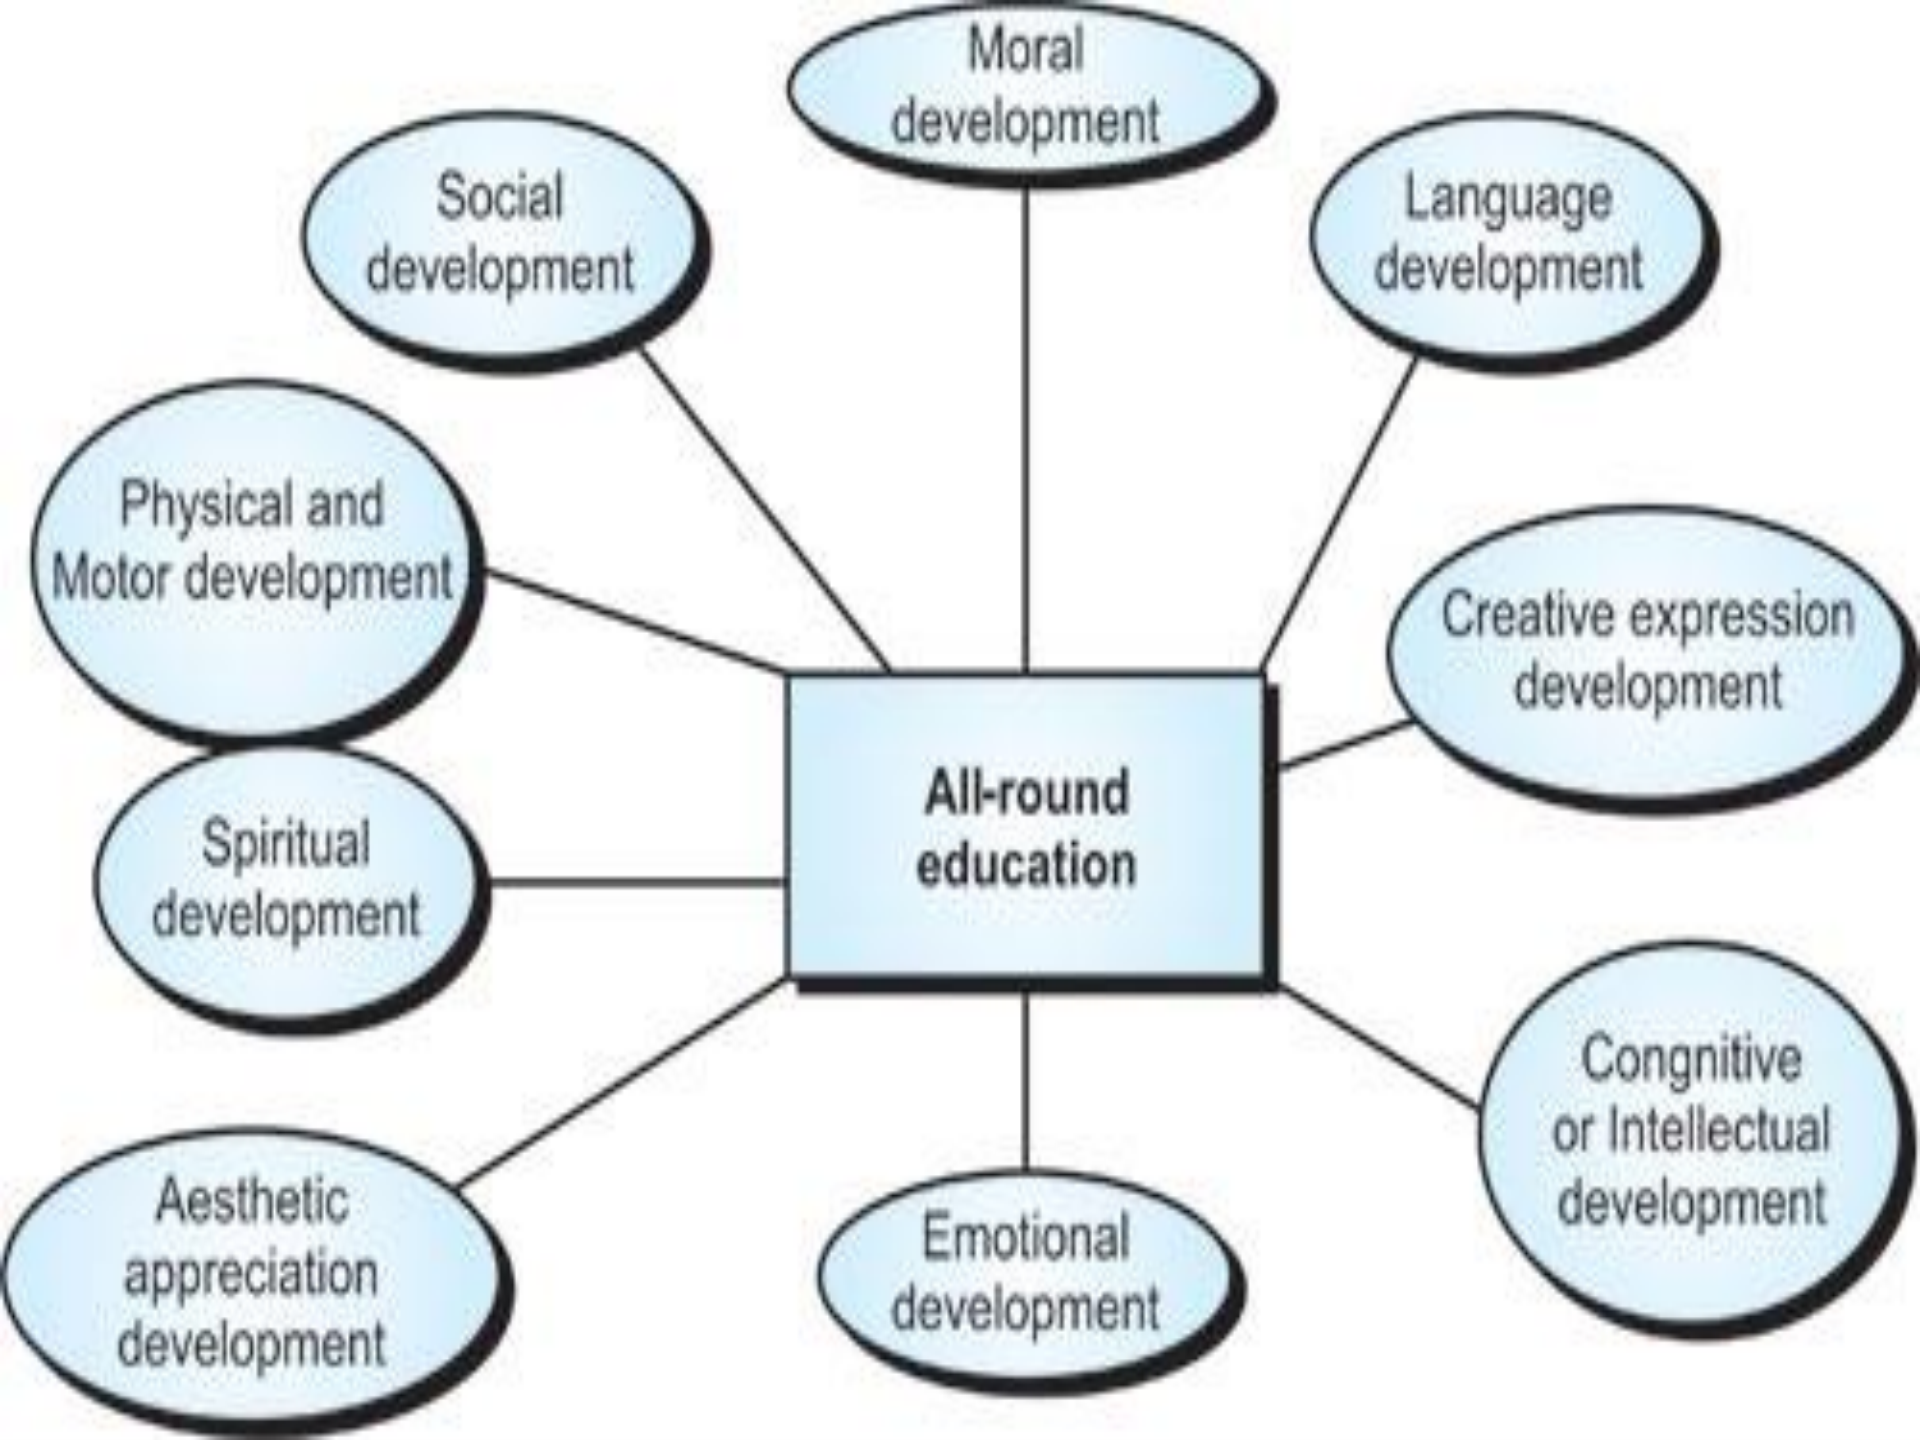 Moral
development
Social
development
Language
development
Physical and
Motor development
Creative expression
development
All-round
education
Spiritual
development
Congnitive
or Intellectual
development
Aesthetic
appreciation
development
Emotional
development